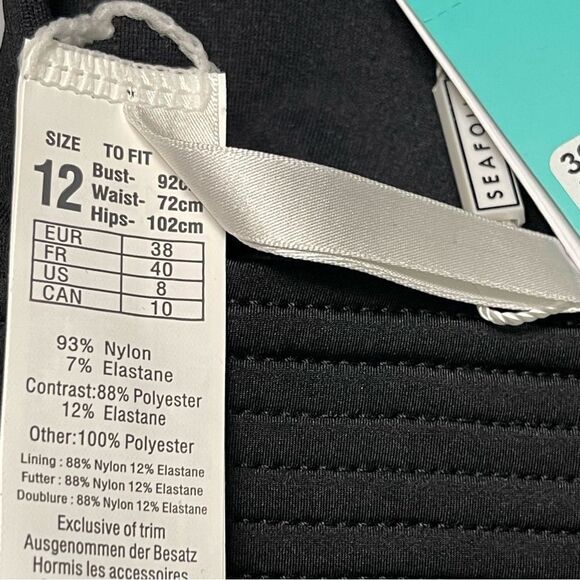 SIZE TO FIT
12 Bust- 92cm
Waist- 72cm
Hips- 102cm
EUR 38
FR 40
US 8
CAN 10
93% Nylon
7% Elastane
Contrast:88% Polyester
12% Elastane
Other:100% Polyester
Lining : 88% Nylon 12% Elastane
Futter : 88% Nylon 12% Elastane
Doublure : 88% Nylon 12% Elastane
Exclusive of trim
Ausgenommen der Besatz
Hormis les accessoires
SEAFOL